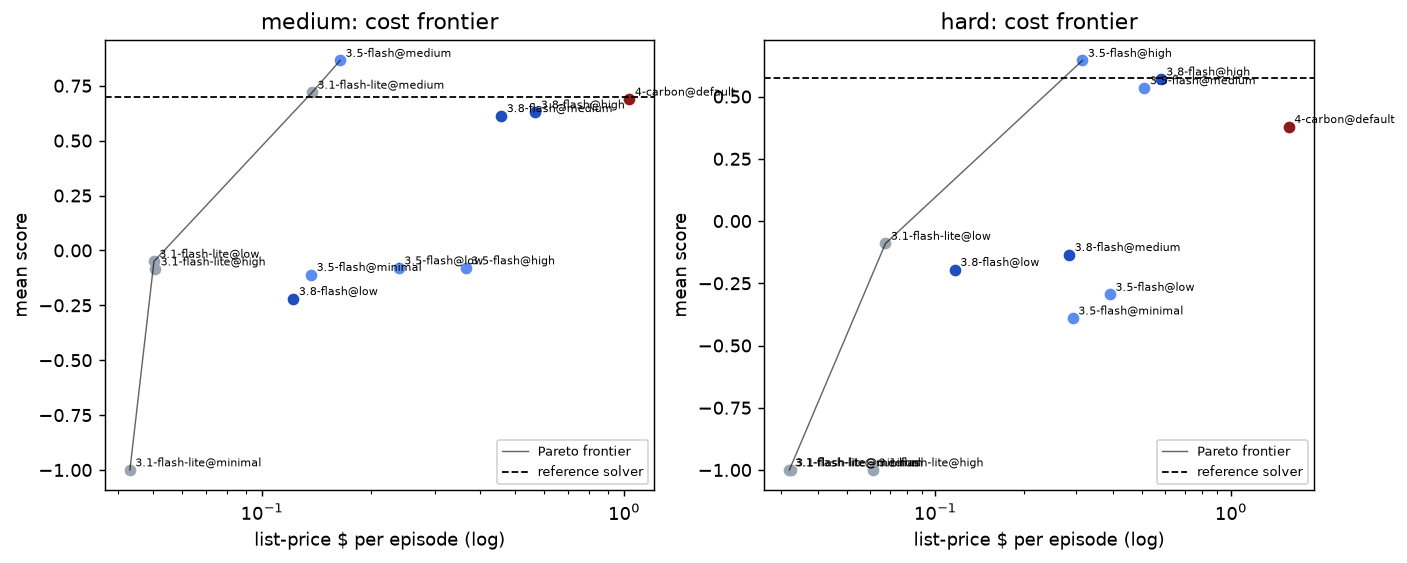 medium: cost frontier
mean score
0.75
0.50
0.25
0.00
−0.25
−0.50
−0.75
−1.00
3.5-flash@medium
3.1-flash-lite@medium
4-carbon@default
3.8-flash@high
3.8-flash@medium
3.1-flash-lite@low
3.1-flash-lite@high
3.5-flash@minimal
3.5-flash@low
3.5-flash@high
3.8-flash@low
3.1-flash-lite@minimal
Pareto frontier
reference solver
10⁻¹
10⁰
list-price $ per episode (log)
hard: cost frontier
mean score
0.50
0.25
0.00
−0.25
−0.50
−0.75
−1.00
3.5-flash@high
3.8-flash@high
3.5-flash@medium
4-carbon@default
3.1-flash-lite@low
3.8-flash@medium
3.8-flash@low
3.5-flash@low
3.5-flash@minimal
3.1-flash-lite@minimal
3.1-flash-lite@high
Pareto frontier
reference solver
10⁻¹
10⁰
list-price $ per episode (log)